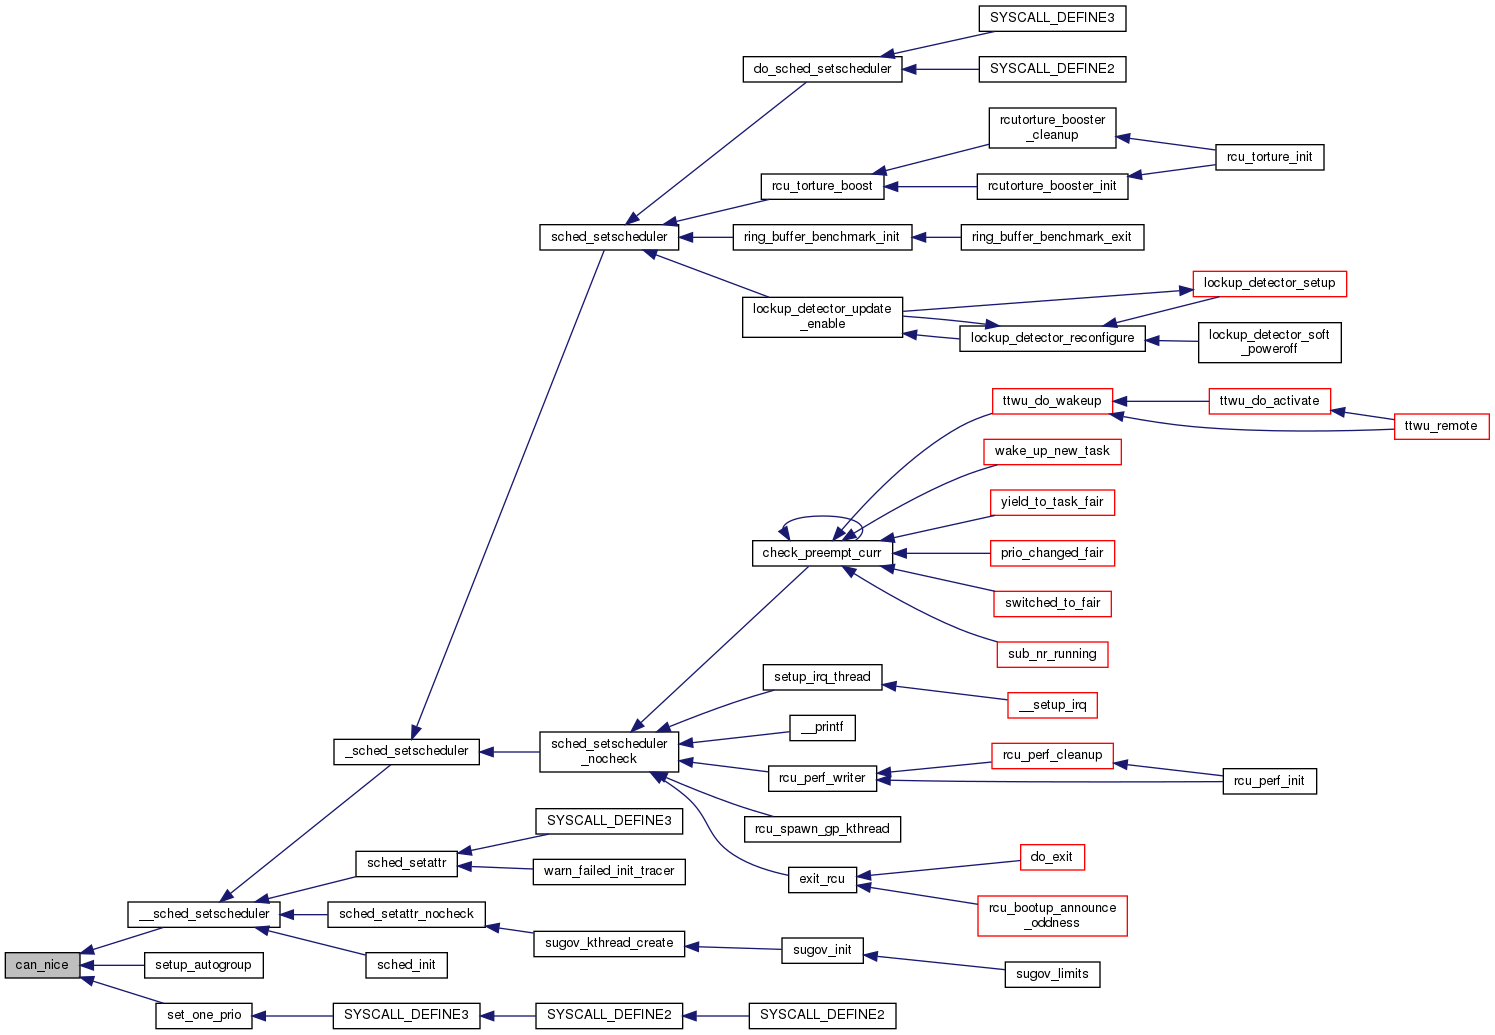 SYSCALL_DEFINE3
do_sched_setscheduler
SYSCALL_DEFINE2
rcutorture_booster
_cleanup
rcu_torture_init
rcu_torture_boost
rcutorture_booster_init
sched_setscheduler
ring_buffer_benchmark_init
ring_buffer_benchmark_exit
lockup_detector_setup
lockup_detector_update
_enable
lockup_detector_reconfigure
lockup_detector_soft
_poweroff
ttwu_do_wakeup
ttwu_do_activate
ttwu_remote
wake_up_new_task
yield_to_task_fair
check_preempt_curr
prio_changed_fair
switched_to_fair
sub_nr_running
setup_irq_thread
__setup_irq
__printf
_sched_setscheduler
sched_setscheduler
_nocheck
rcu_perf_cleanup
rcu_perf_writer
rcu_perf_init
SYSCALL_DEFINE3
rcu_spawn_gp_kthread
sched_setattr
warn_failed_init_tracer
do_exit
exit_rcu
__sched_setscheduler
sched_setattr_nocheck
rcu_bootup_announce
_oddness
sugov_kthread_create
sugov_init
can_nice
setup_autogroup
sched_init
sugov_limits
set_one_prio
SYSCALL_DEFINE3
SYSCALL_DEFINE2
SYSCALL_DEFINE2